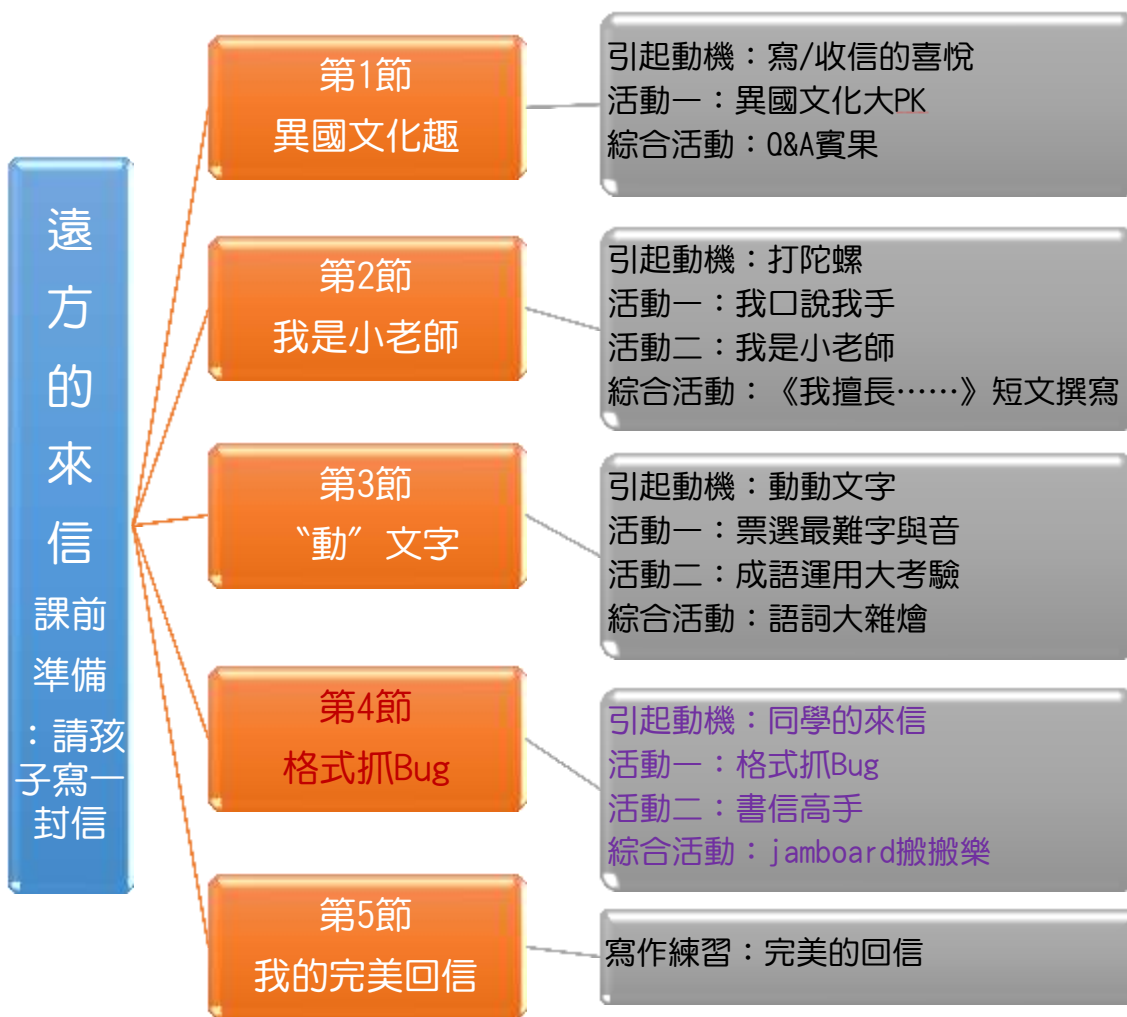 遠
方
的
來
信
課前
準備
：請孩
子寫一
封信
第1節
異國文化趣
引起動機：寫/收信的喜悅
活動一：異國文化大PK
綜合活動：Q&A賓果
第2節
我是小老師
引起動機：打陀螺
活動一：我口說我手
活動二：我是小老師
綜合活動：《我擅長……》短文撰寫
第3節
〝動〞文字
引起動機：動動文字
活動一：票選最難字與音
活動二：成語運用大考驗
綜合活動：語詞大雜燴
第4節
格式抓Bug
引起動機：同學的來信
活動一：格式抓Bug
活動二：書信高手
綜合活動：jamboard搬搬樂
第5節
我的完美回信
寫作練習：完美的回信